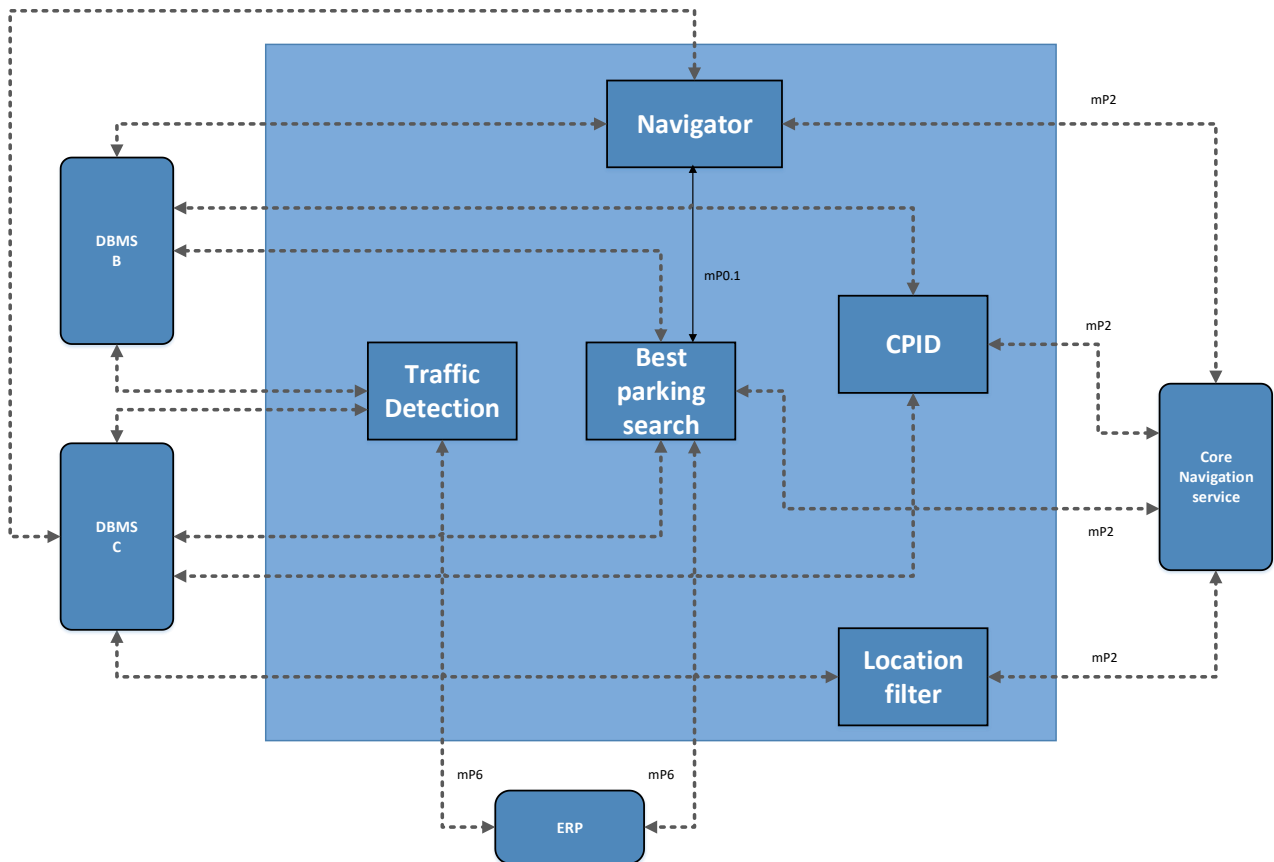 Navigator
mP2
DBMS
B
mP0.1
CPID
mP2
Traffic
Detection
Best
parking
search
Core
Navigation
service
DBMS
C
mP2
Location
filter
mP2
mP6
mP6
ERP